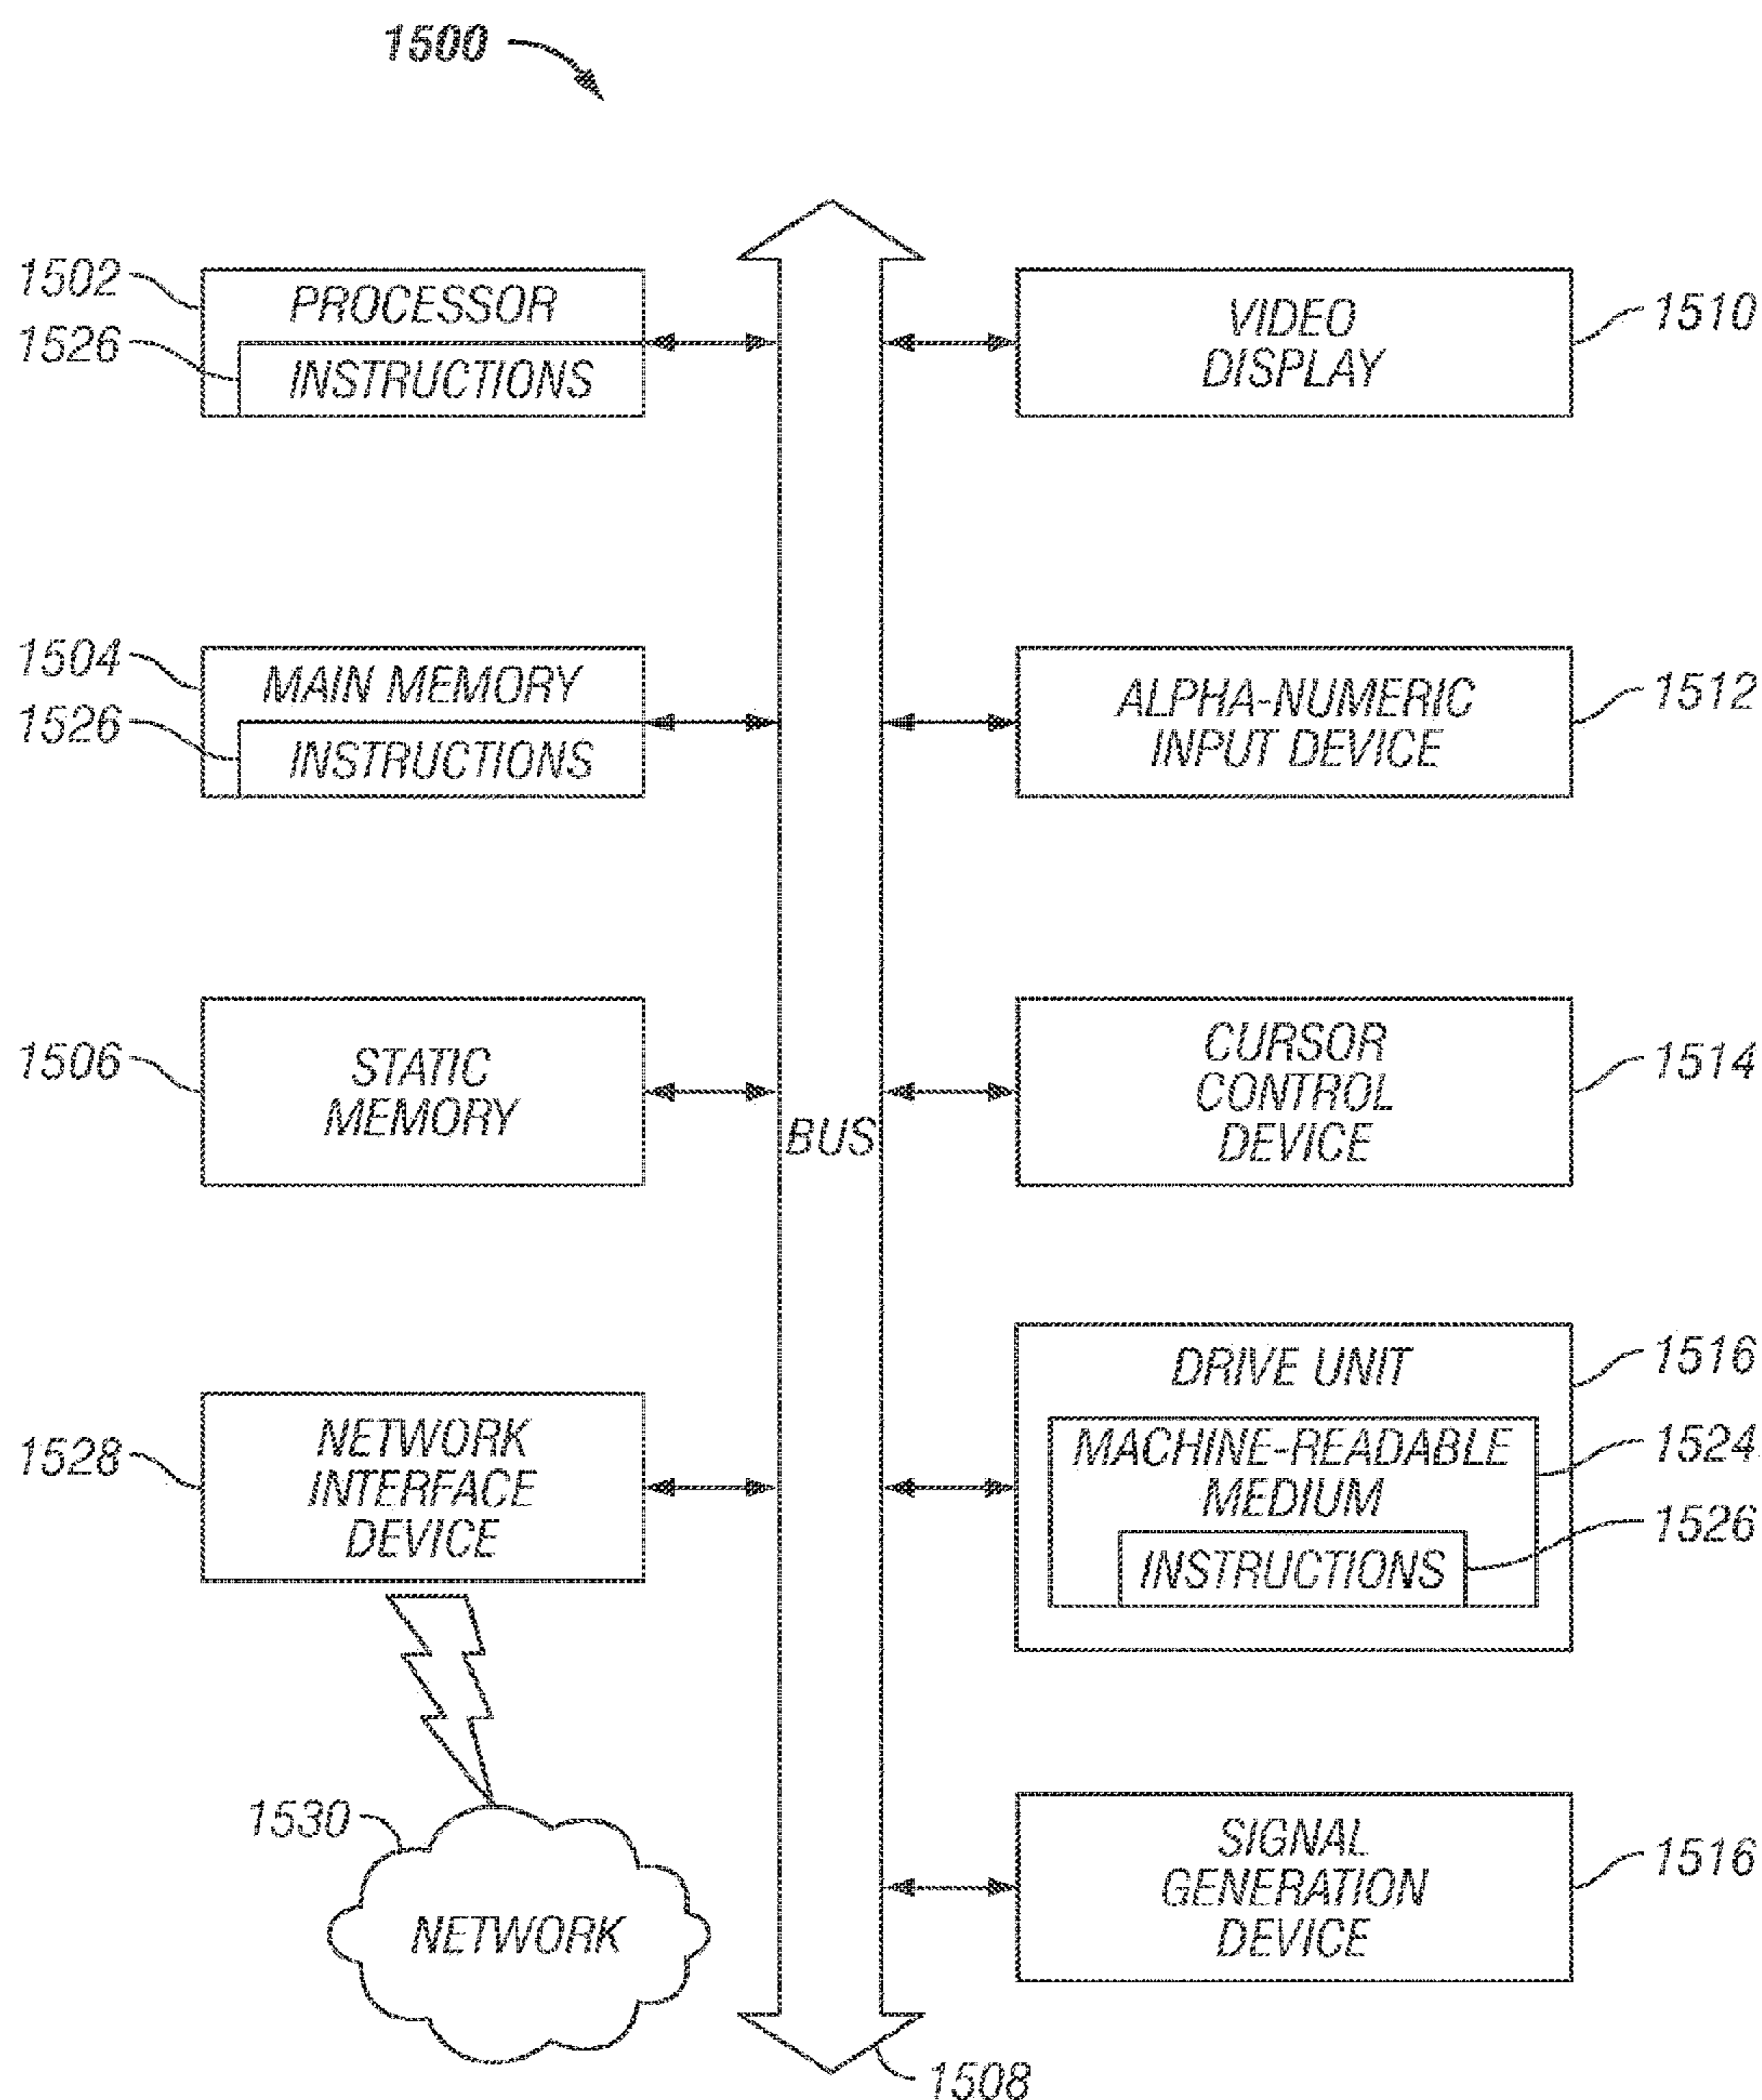 1500
1502
PROCESSOR
1526
INSTRUCTIONS
VIDEO
DISPLAY
1510
1504
MAIN MEMORY
1526
INSTRUCTIONS
ALPHA-NUMERIC
INPUT DEVICE
1512
1506
STATIC
MEMORY
BUS
CURSOR
CONTROL
DEVICE
1514
1528
NETWORK
INTERFACE
DEVICE
DRIVE UNIT
1516
MACHINE-READABLE
MEDIUM
1524
INSTRUCTIONS
1526
1530
NETWORK
SIGNAL
GENERATION
DEVICE
1516
1508